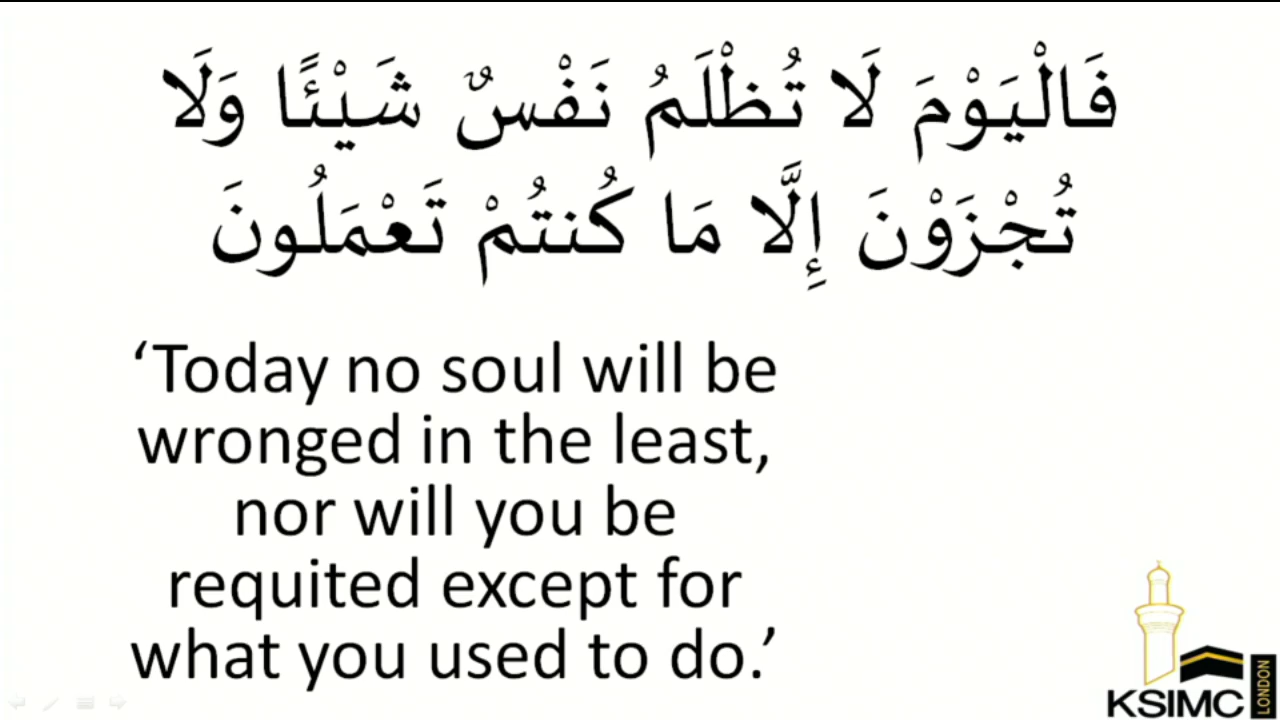 فَالْيَوْمَ لَا تُظْلَمُ نَفْسٌ شَيْئًا وَلَا
تُجْزَوْنَ إِلَّا مَا كُنتُمْ تَعْمَلُونَ
‘Today no soul will be
wronged in the least,
nor will you be
requited except for
what you used to do.’
KSIMC
LONDON